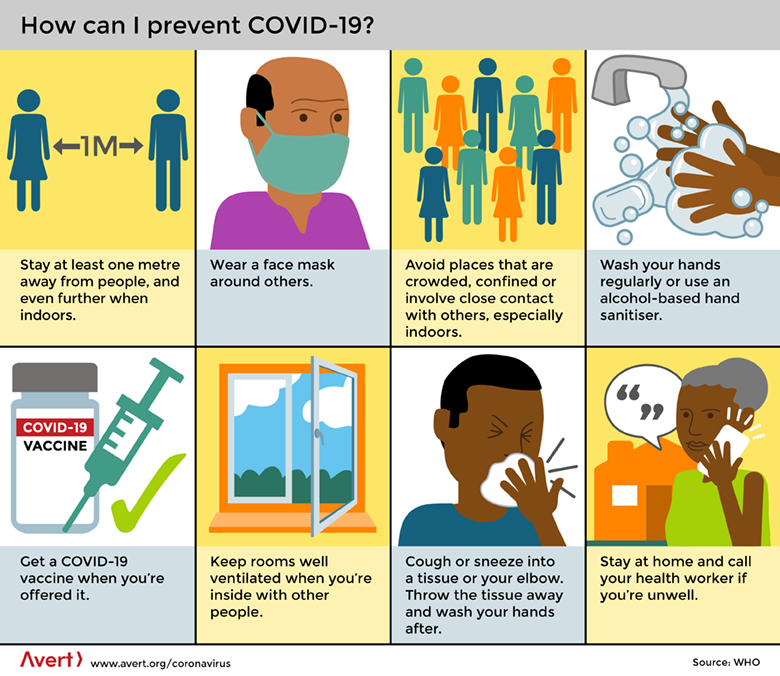 How can I prevent COVID-19?
1M
Stay at least one metre
away from people, and
even further when
indoors.
Wear a face mask
around others.
Avoid places that are
crowded, confined or
involve close contact
with others, especially
indoors.
Wash your hands
regularly or use an
alcohol-based hand
sanitiser.
COVID-19
VACCINE
Get a COVID-19
vaccine when you're
offered it.
Keep rooms well
ventilated when you're
inside with other
people.
Cough or sneeze into
a tissue or your elbow.
Throw the tissue away
and wash your hands
after.
“ ”
Stay at home and call
your health worker if
you're unwell.
Avert www.avert.org/coronavirus
Source: WHO